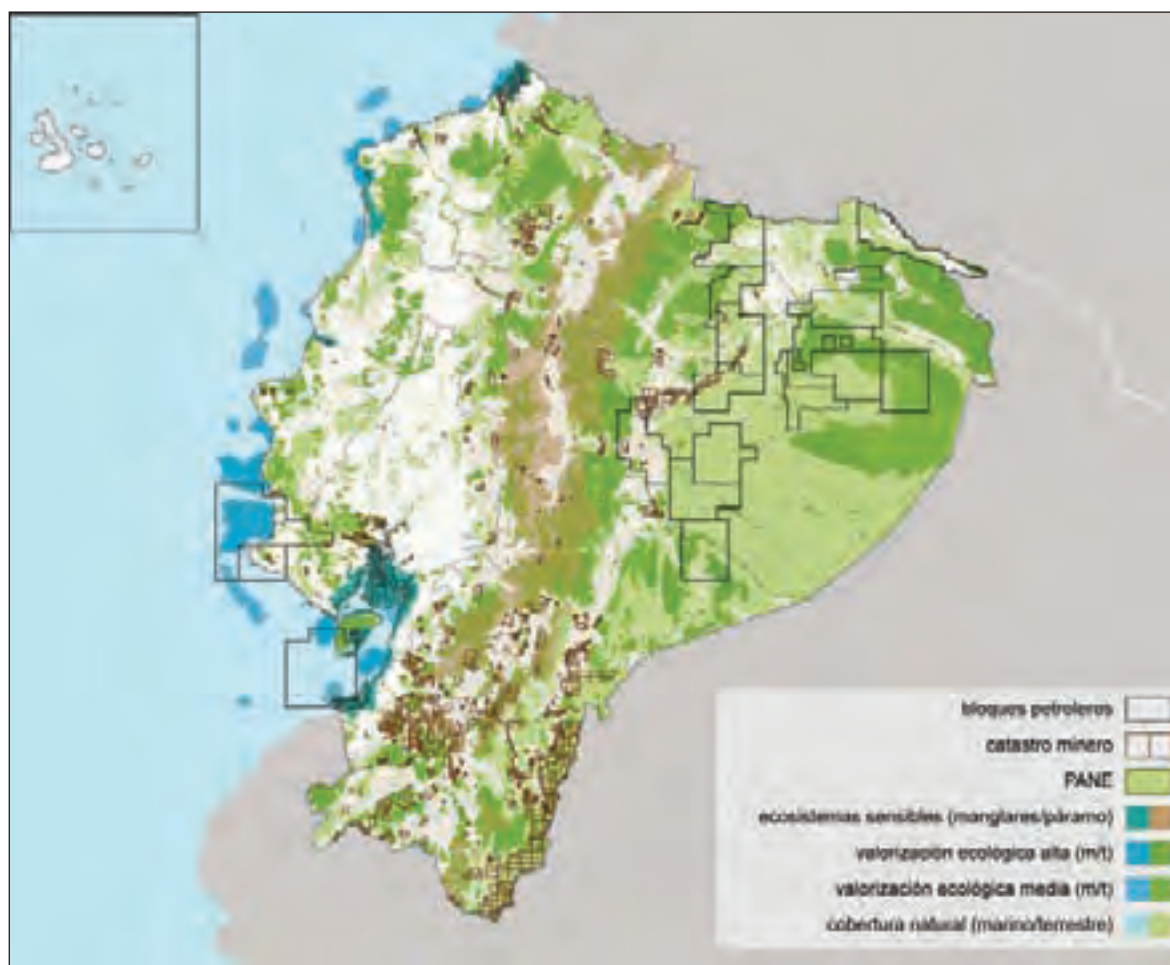 bloques petroleros
catastro minero
PANE
ecosistemas sensibles (manglares/páramo)
valorización ecológica alta (m/t)
valorización ecológica media (m/t)
cobertura natural (marino/terrestre)